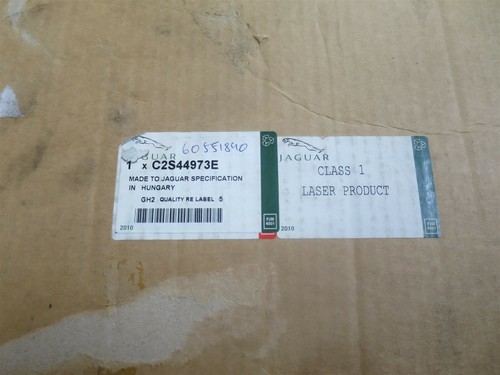 60551840
JAGUAR
1 x C2S44973E
MADE TO JAGUAR SPECIFICATION
IN HUNGARY
GH2 QUALITY RE LABEL 5
2010
JAGUAR
CLASS 1
LASER PRODUCT
2010